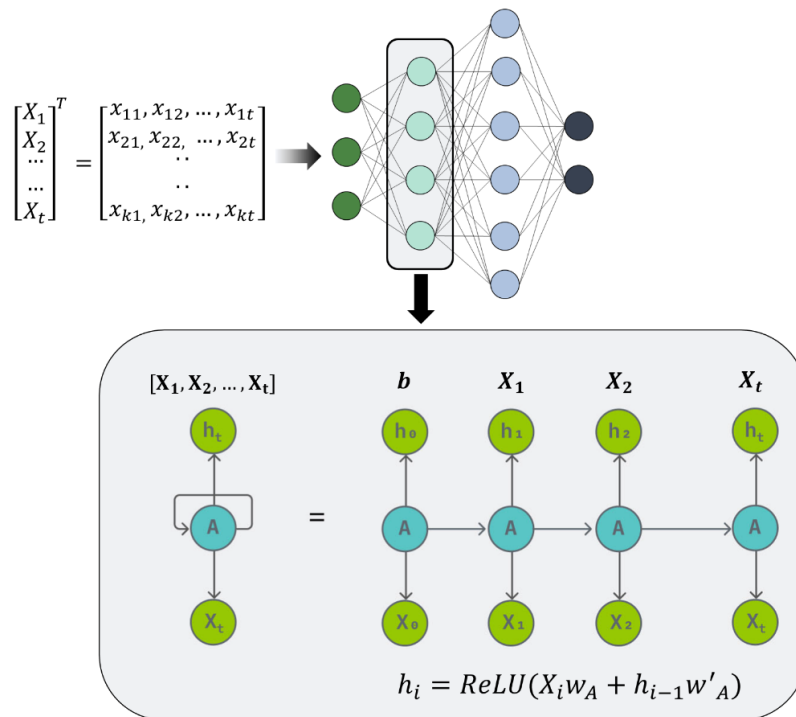 [X₁ X₂ ... ... X_t]ᵀ = [x₁₁, x₁₂, ..., x₁ₜ
x₂₁, x₂₂, ..., x₂ₜ
. .
. .
xₖ₁, xₖ₂, ..., xₖₜ]
[X₁, X₂, ..., Xₜ] b X₁ X₂ Xₜ
hₜ h₀ h₁ h₂ hₜ
A = A A A A
Xₜ X₀ X₁ X₂ Xₜ
hᵢ = ReLU(Xᵢw_A + hᵢ₋₁w'_A)